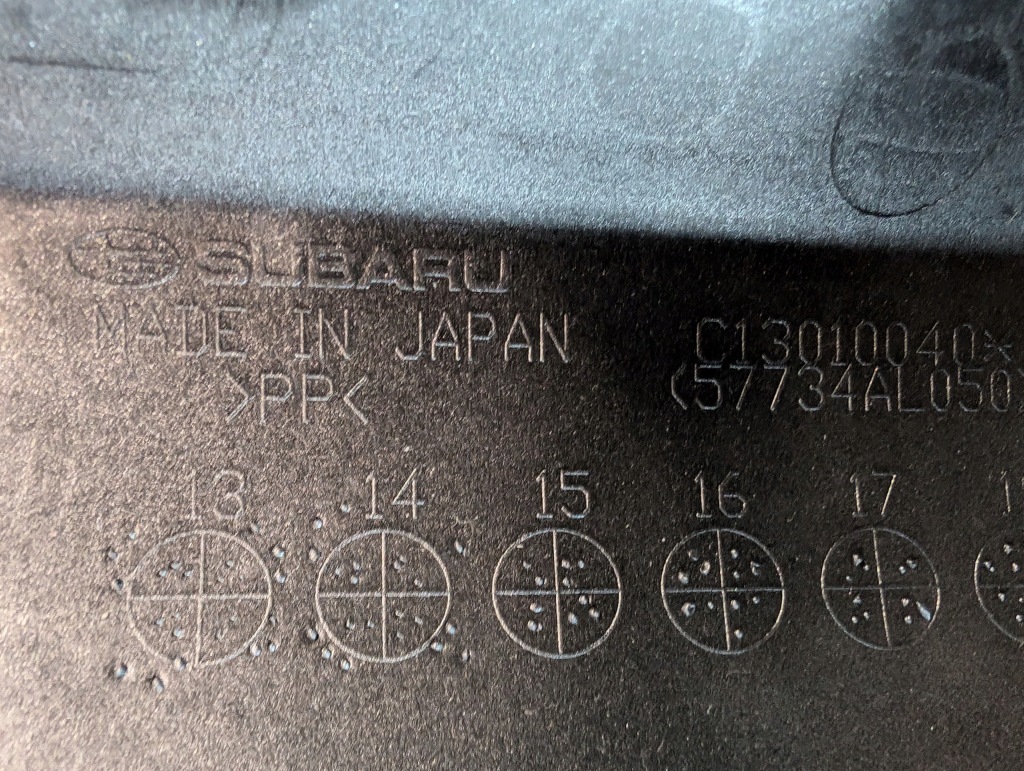 SUBARU
MADE IN JAPAN C13010040*
>PP< <57734AL050>
13 14 15 16 17